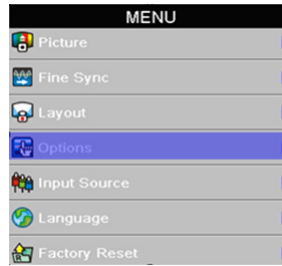 MENU
Picture
Fine Sync
Layout
Options
Input Source
Language
Factory Reset